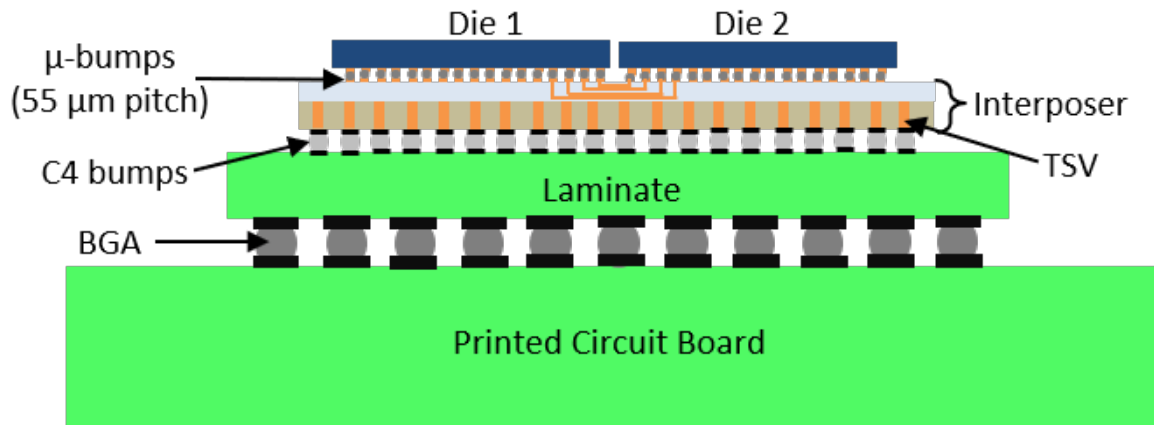 Die 1
Die 2
μ-bumps
(55 μm pitch)
Interposer
TSV
C4 bumps
Laminate
BGA
Printed Circuit Board